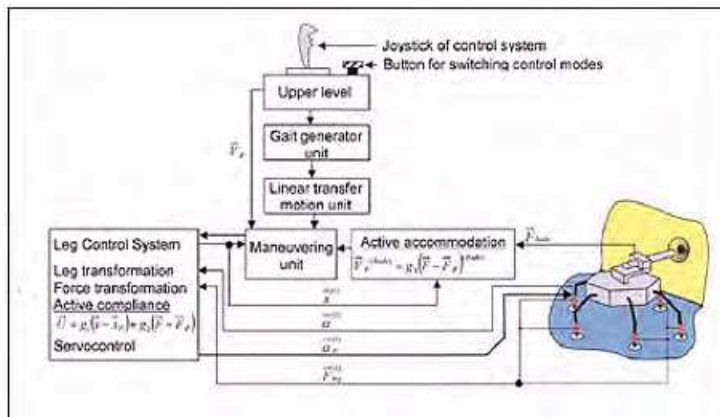 Joystick of control system
Button for switching control modes
Upper level
Gait generator
unit
Linear transfer
motion unit
Maneuvering
unit
Active accommodation
Leg Control System
Leg transformation
Force transformation
Active compliance
Servocontrol